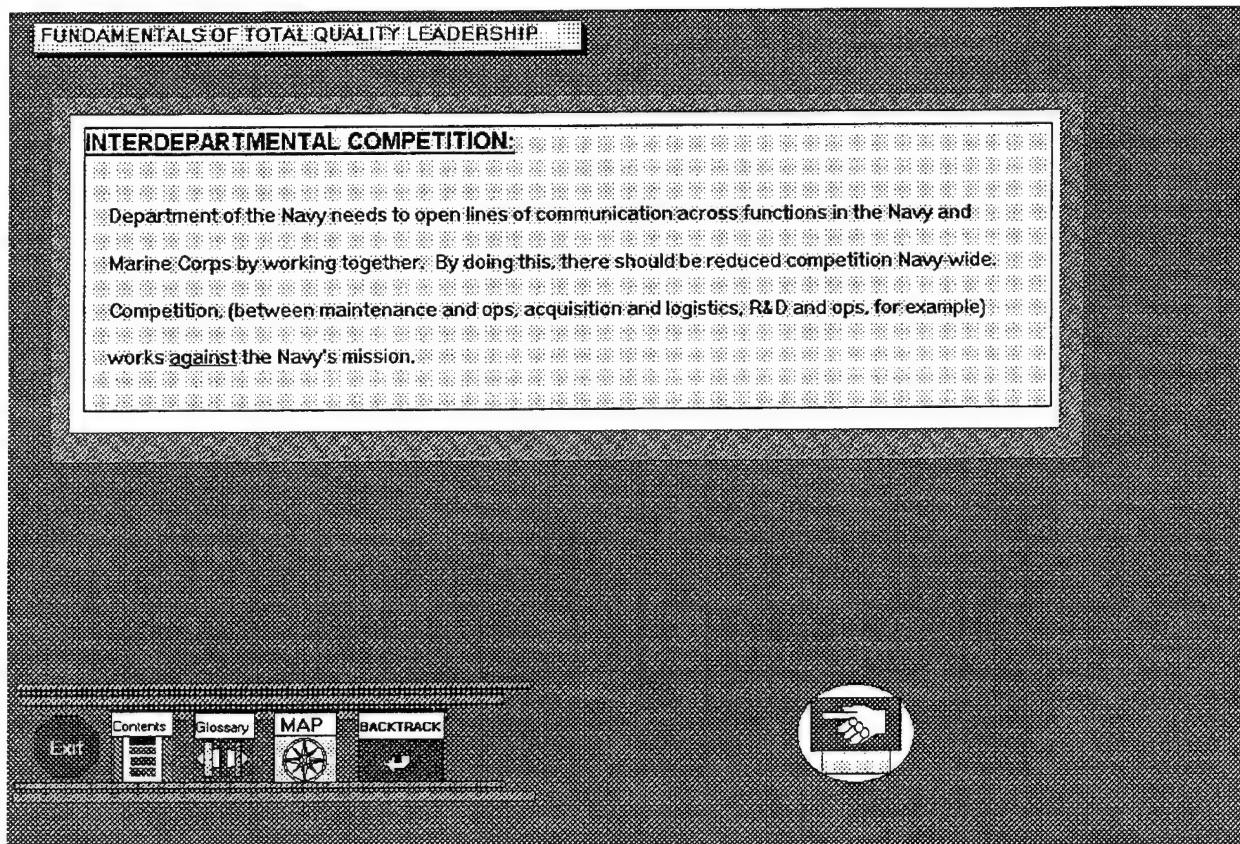 FUNDAMENTALS OF TOTAL QUALITY LEADERSHIP
INTERDEPARTMENTAL COMPETITION:
Department of the Navy needs to open lines of communication across functions in the Navy and
Marine Corps by working together. By doing this, there should be reduced competition Navy-wide.
Competition, (between maintenance and ops, acquisition and logistics, R&D and ops, for example)
works against the Navy's mission.
Exit
Contents
Glossary
MAP
BACKTRACK